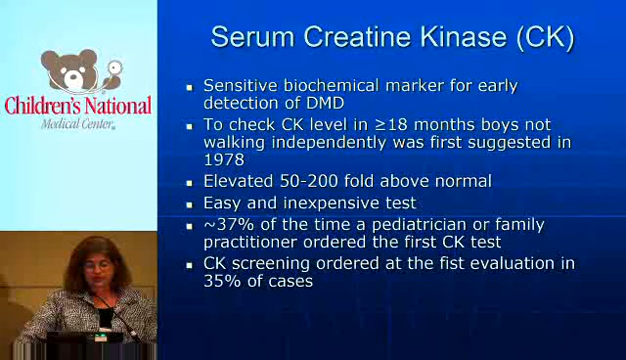 Serum Creatine Kinase (CK)
Children's National
Medical Center
Sensitive biochemical marker for early
detection of DMD
To check CK level in ≥18 months boys not
walking independently was first suggested in
1978
Elevated 50-200 fold above normal
Easy and inexpensive test
~37% of the time a pediatrician or family
practitioner ordered the first CK test
CK screening ordered at the fist evaluation in
35% of cases